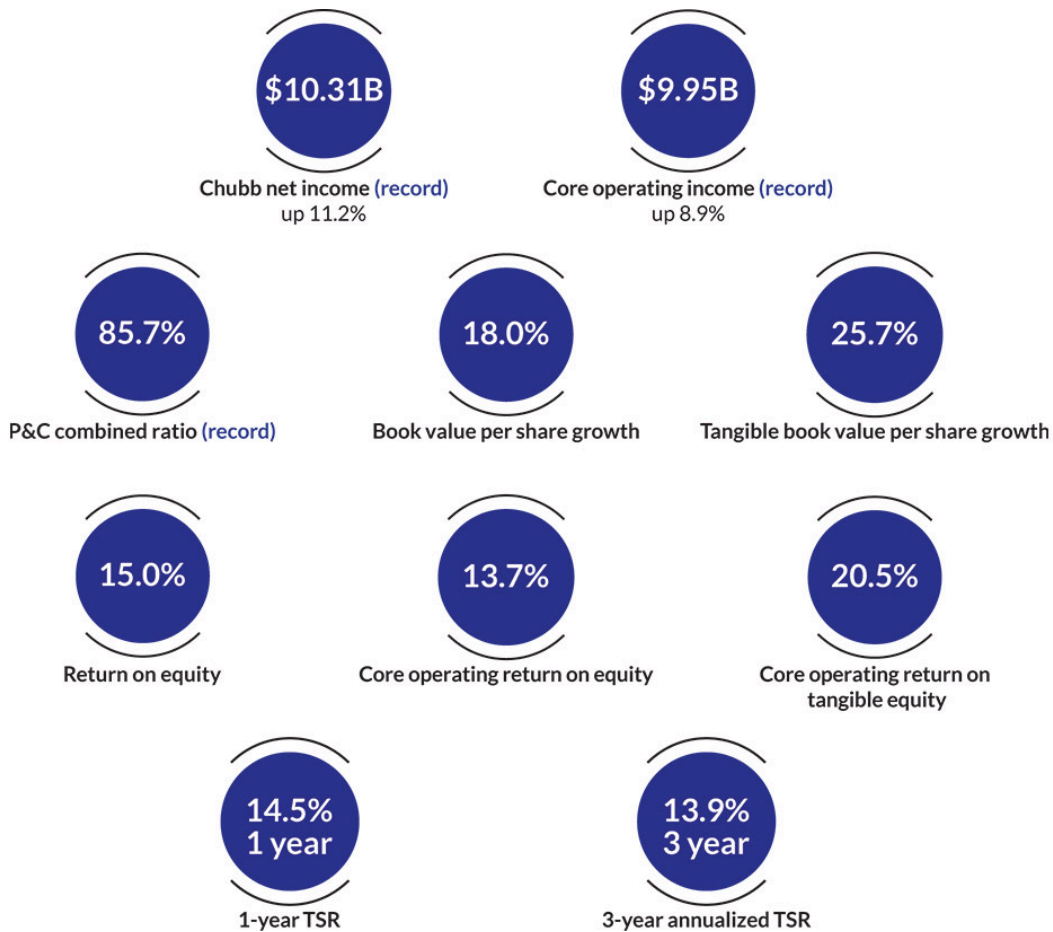 $10.31B
$9.95B
Chubb net income (record)
up 11.2%
Core operating income (record)
up 8.9%
85.7%
18.0%
25.7%
P&C combined ratio (record)
Book value per share growth
Tangible book value per share growth
15.0%
13.7%
20.5%
Return on equity
Core operating return on equity
Core operating return on
tangible equity
14.5%
1 year
13.9%
3 year
1-year TSR
3-year annualized TSR